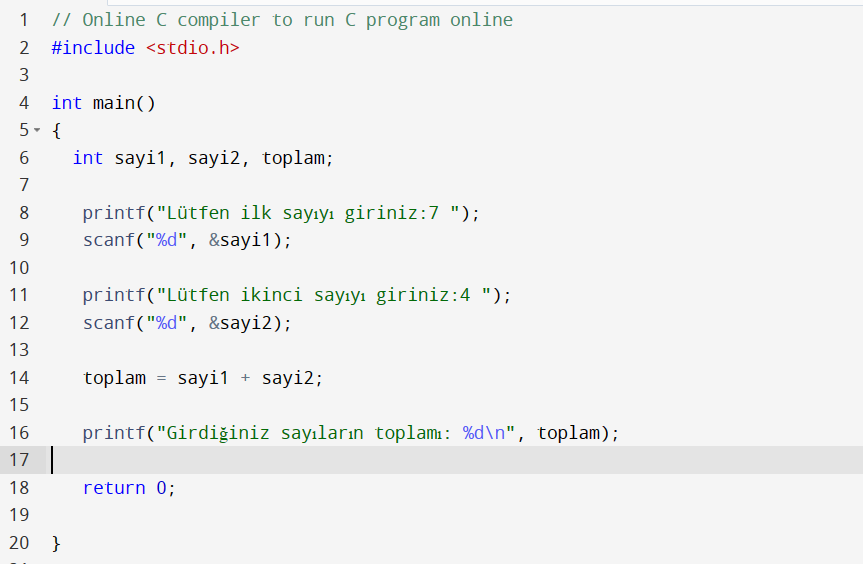 1 // Online C compiler to run C program online
2 #include <stdio.h>
3
4 int main()
5 {
6 int sayi1, sayi2, toplam;
7
8 printf("Lütfen ilk sayıyı giriniz:7 ");
9 scanf("%d", &sayi1);
10
11 printf("Lütfen ikinci sayıyı giriniz:4 ");
12 scanf("%d", &sayi2);
13
14 toplam = sayi1 + sayi2;
15
16 printf("Girdiğiniz sayıların toplamı: %d\n", toplam);
17
18 return 0;
19
20 }